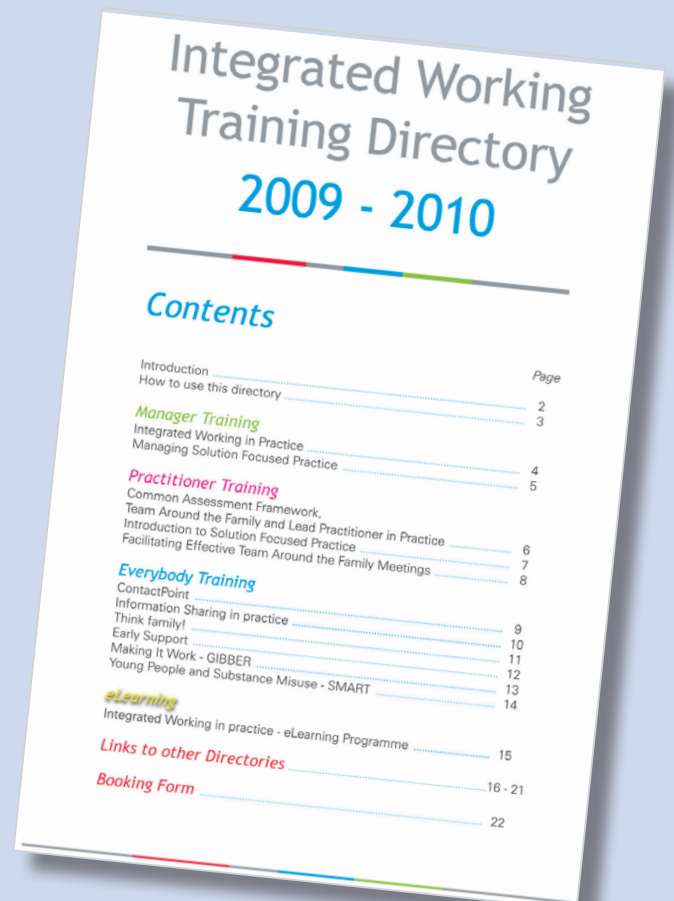 Integrated Working
Training Directory
2009 - 2010
Contents
Page
Introduction 2
How to use this directory 3
Manager Training
Integrated Working in Practice 4
Managing Solution Focused Practice 5
Practitioner Training
Common Assessment Framework,
Team Around the Family and Lead Practitioner in Practice 6
Introduction to Solution Focused Practice 7
Facilitating Effective Team Around the Family Meetings 8
Everybody Training
ContactPoint 9
Information Sharing in practice 10
Think family! 11
Early Support 12
Making It Work - GIBBER 13
Young People and Substance Misuse - SMART 14
eLearning
Integrated Working in practice - eLearning Programme 15
Links to other Directories 16 - 21
Booking Form 22